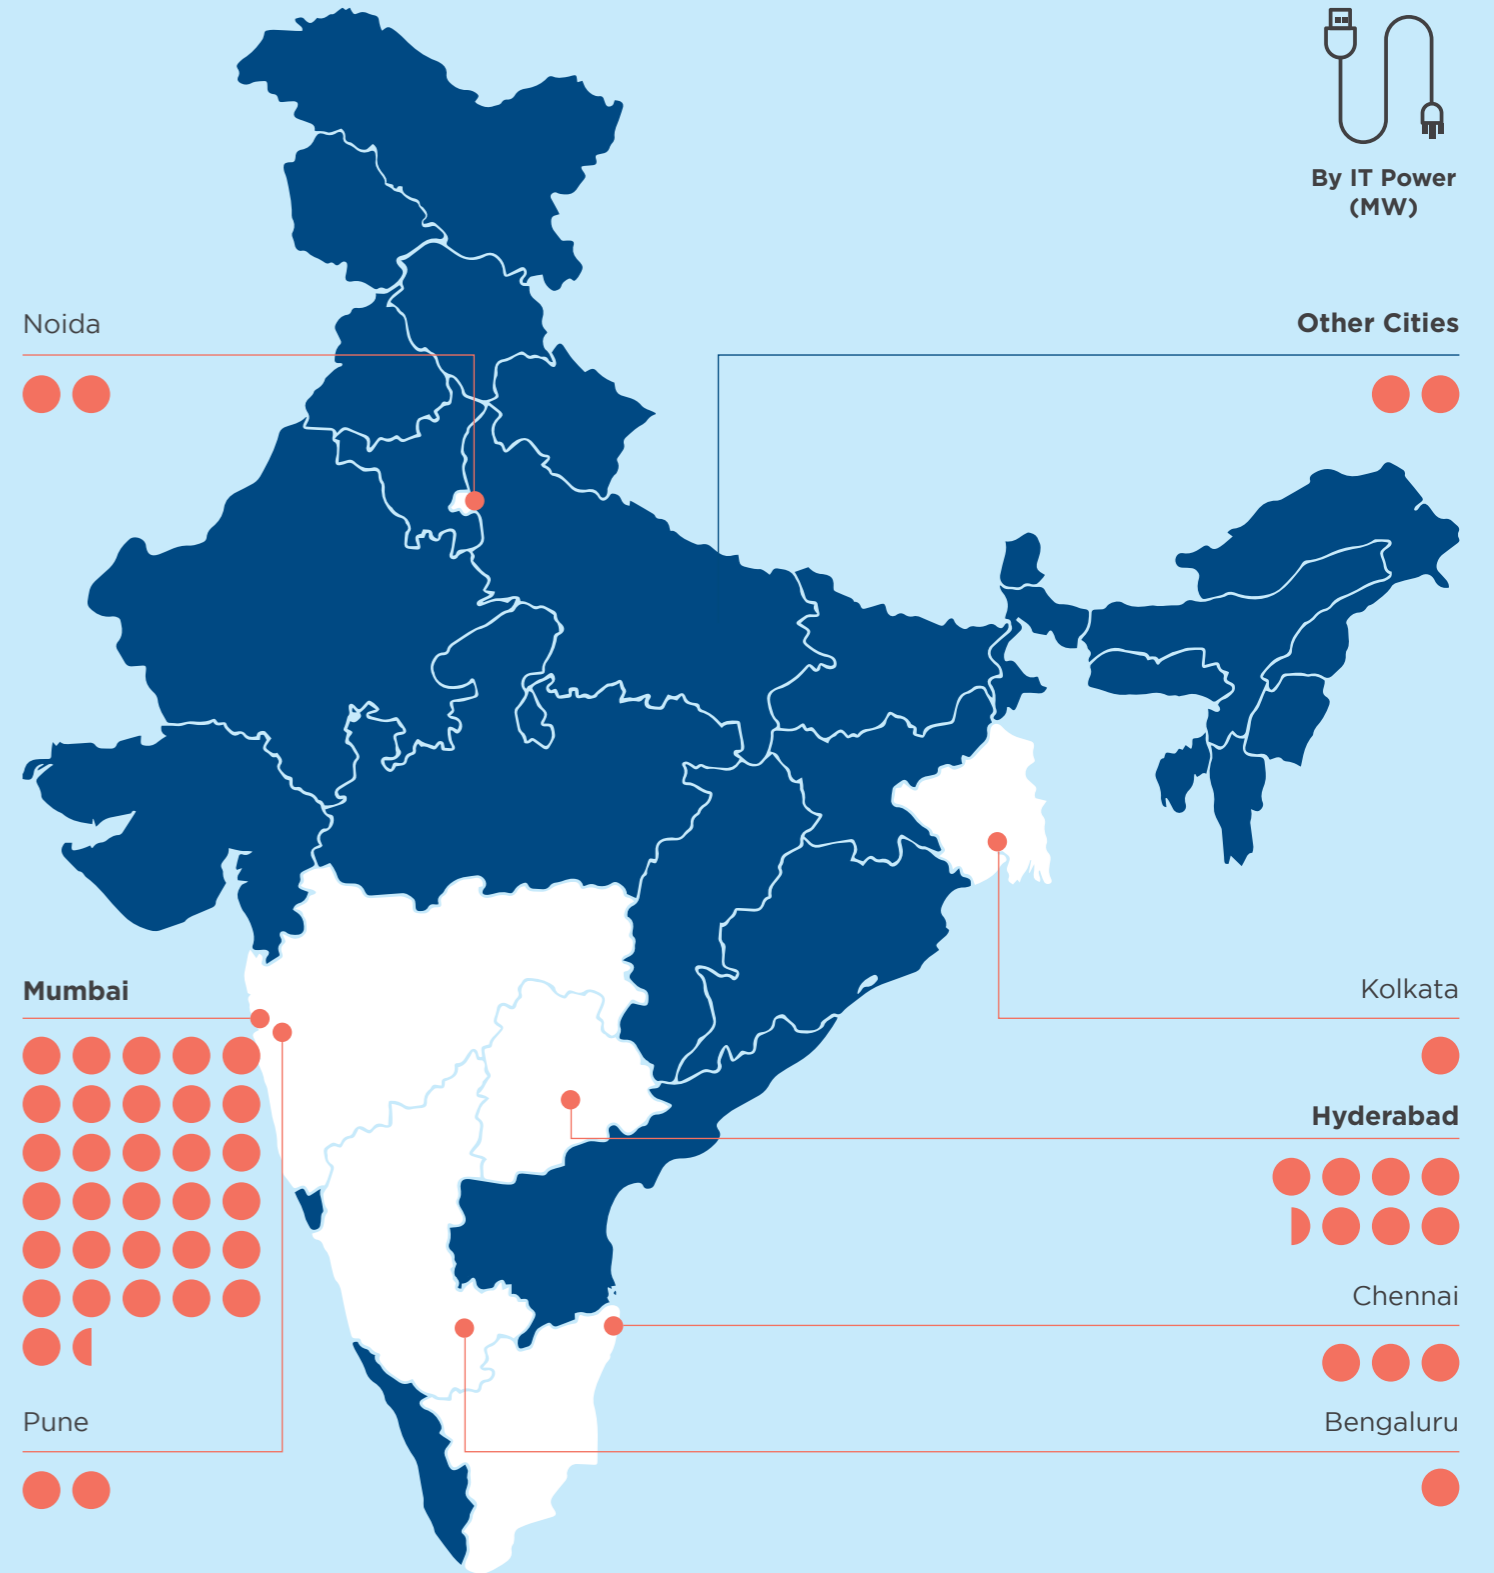 By IT Power
(MW)
Noida
Other Cities
Mumbai
Kolkata
Hyderabad
Chennai
Pune
Bengaluru